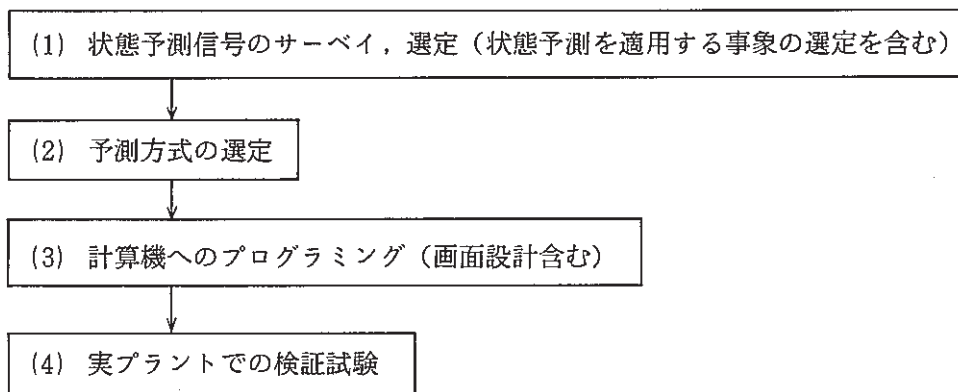 (1) 状態予測信号のサーベイ，選定（状態予測を適用する事象の選定を含む）
(2) 予測方式の選定
(3) 計算機へのプログラミング（画面設計含む）
(4) 実プラントでの検証試験